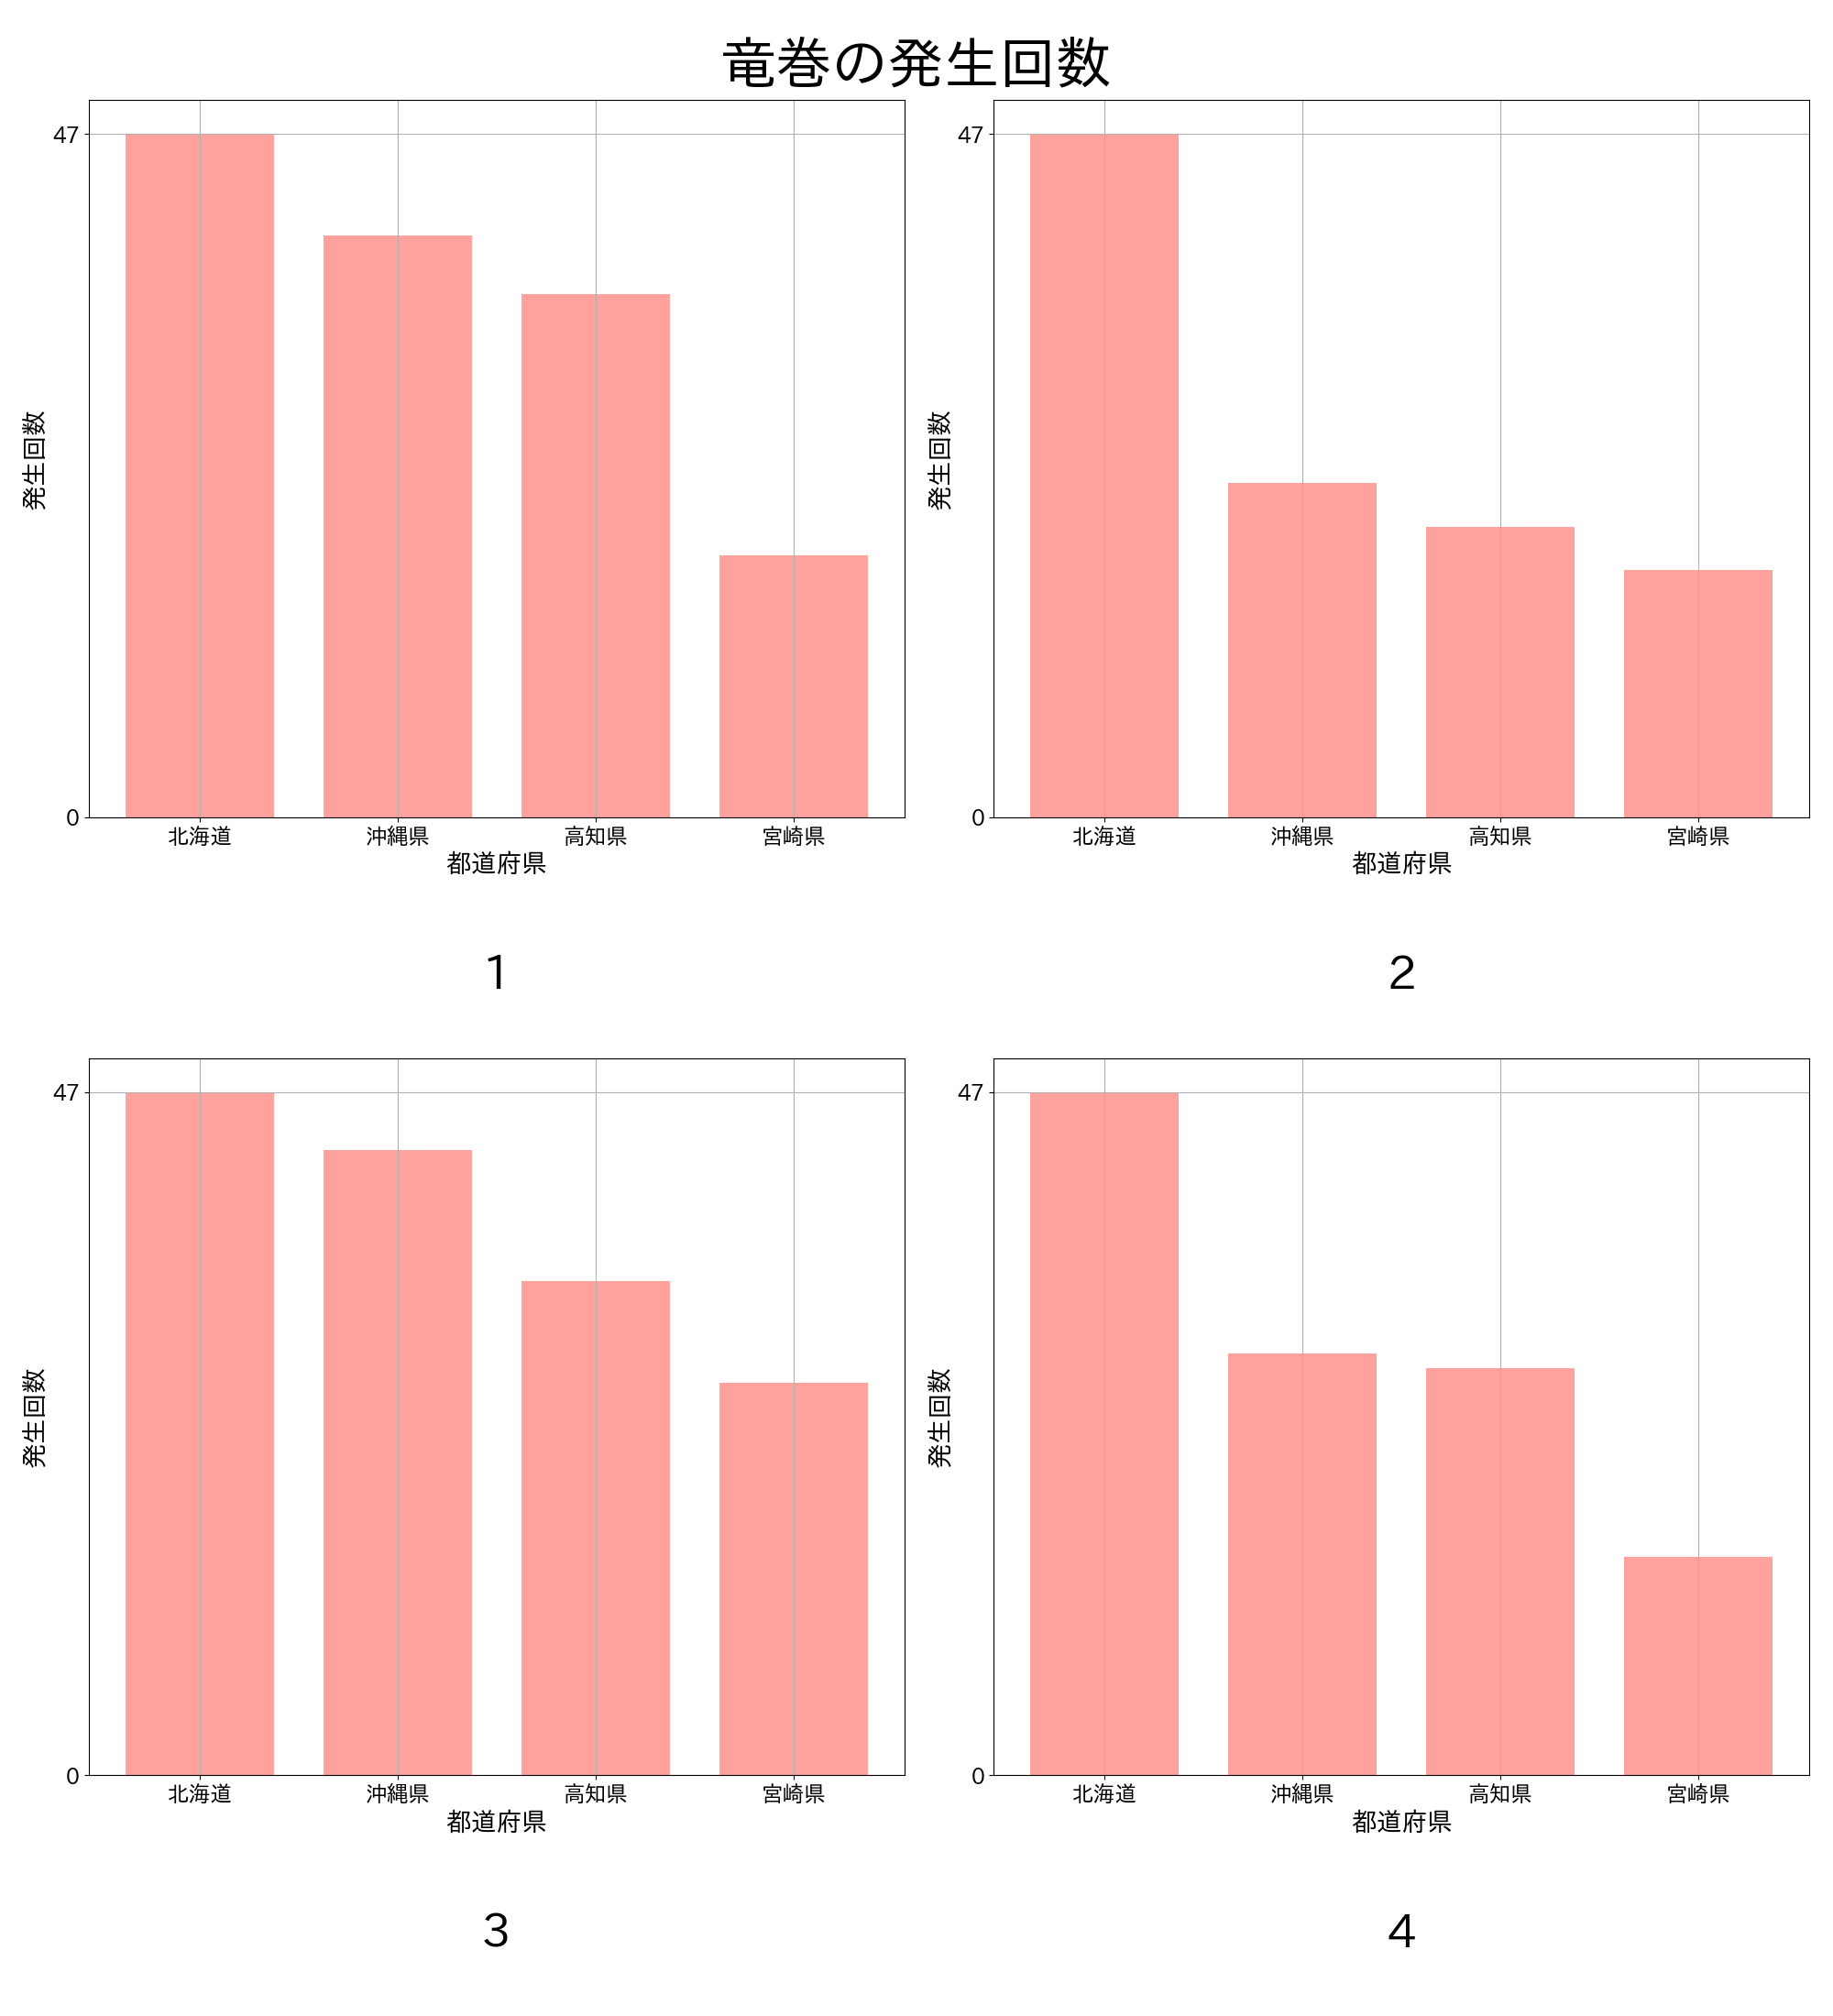 竜巻の発生回数
47
0
発生回数
北海道 沖縄県 高知県 宮崎県
都道府県
1
47
0
発生回数
北海道 沖縄県 高知県 宮崎県
都道府県
2
47
0
発生回数
北海道 沖縄県 高知県 宮崎県
都道府県
3
47
0
発生回数
北海道 沖縄県 高知県 宮崎県
都道府県
4